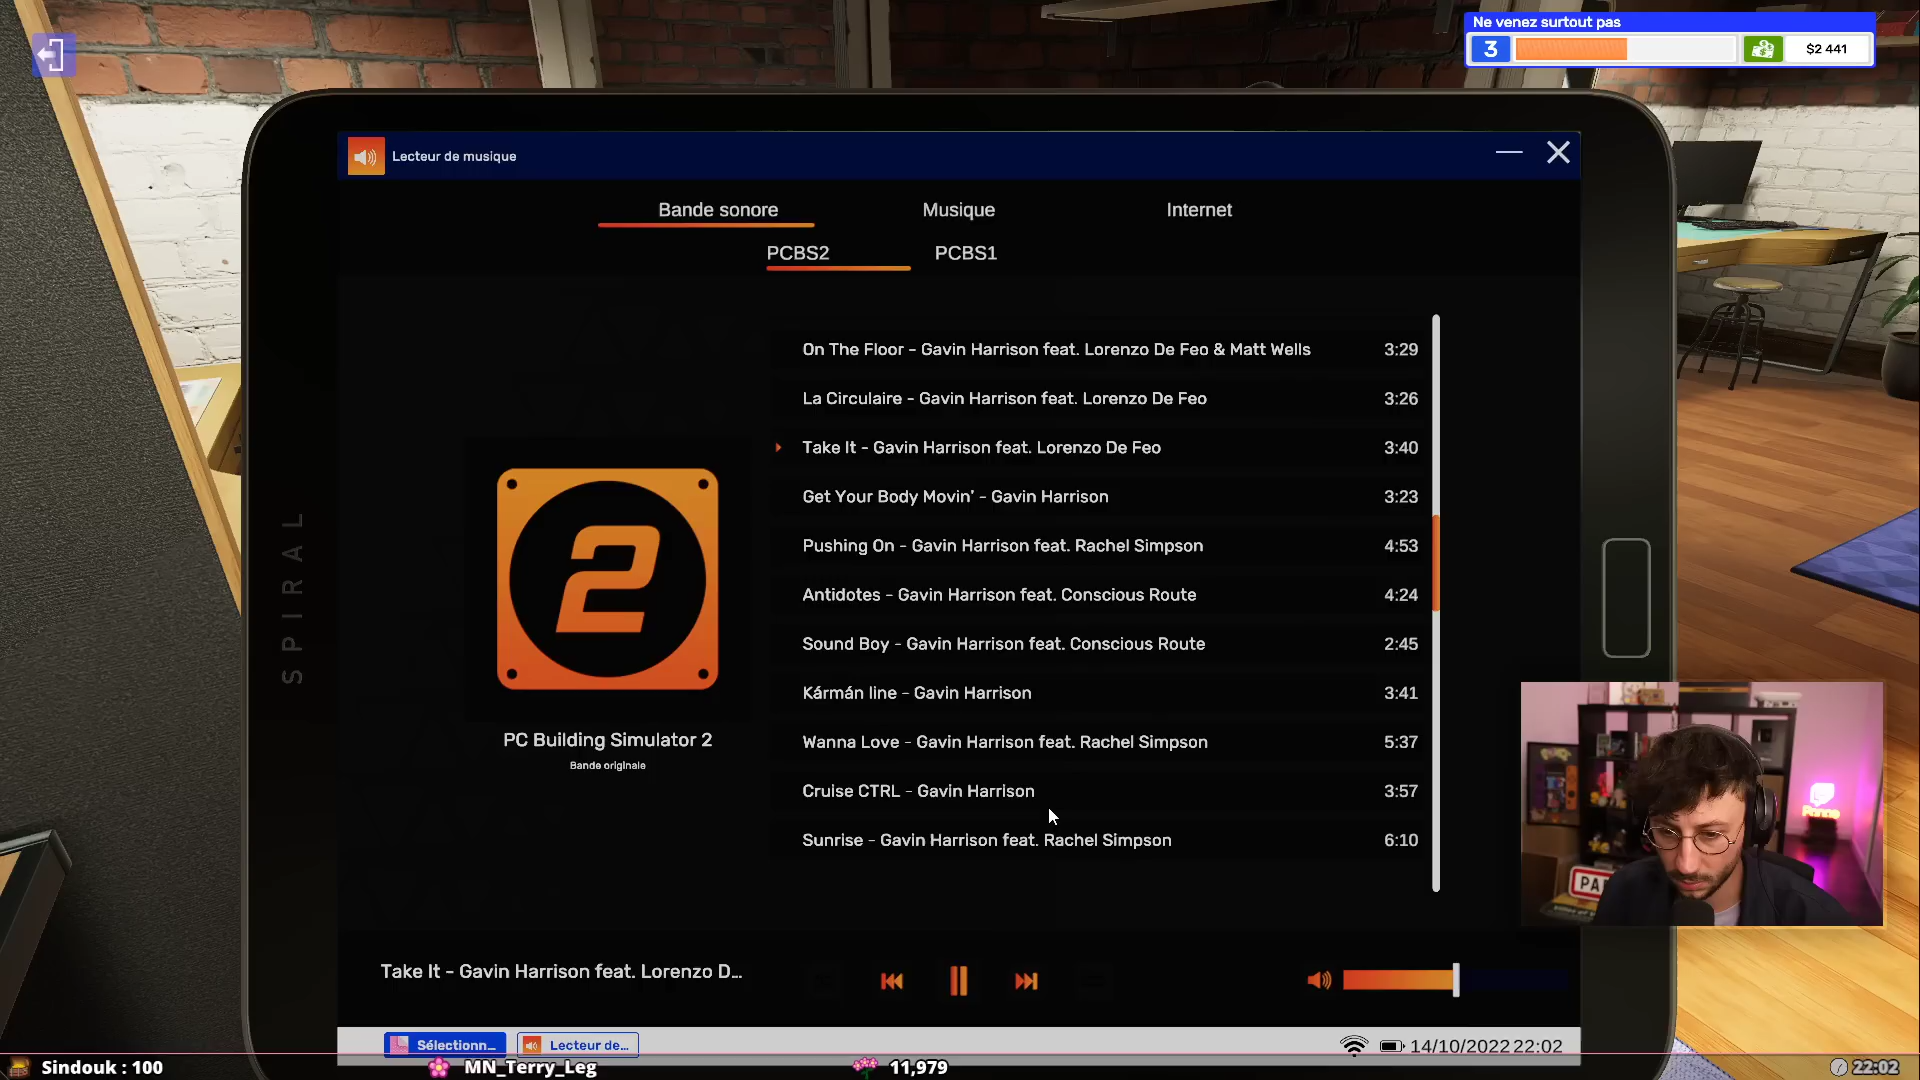 Ne venez surtout pas
3
$2 441
Lecteur de musique
Bande sonore
Musique
Internet
PCBS2
PCBS1
On The Floor - Gavin Harrison feat. Lorenzo De Feo & Matt Wells 3:29
La Circulaire - Gavin Harrison feat. Lorenzo De Feo 3:26
Take It - Gavin Harrison feat. Lorenzo De Feo 3:40
Get Your Body Movin' - Gavin Harrison 3:23
Pushing On - Gavin Harrison feat. Rachel Simpson 4:53
Antidotes - Gavin Harrison feat. Conscious Route 4:24
Sound Boy - Gavin Harrison feat. Conscious Route 2:45
Kármán line - Gavin Harrison 3:41
Wanna Love - Gavin Harrison feat. Rachel Simpson 5:37
Cruise CTRL - Gavin Harrison 3:57
Sunrise - Gavin Harrison feat. Rachel Simpson 6:10
2
PC Building Simulator 2
Bande originale
SPIRAL
Take It - Gavin Harrison feat. Lorenzo D...
Sélectionn...
Lecteur de...
14/10/2022 22:02
Sindouk : 100
MN_Terry_Leg
11,979
22:02